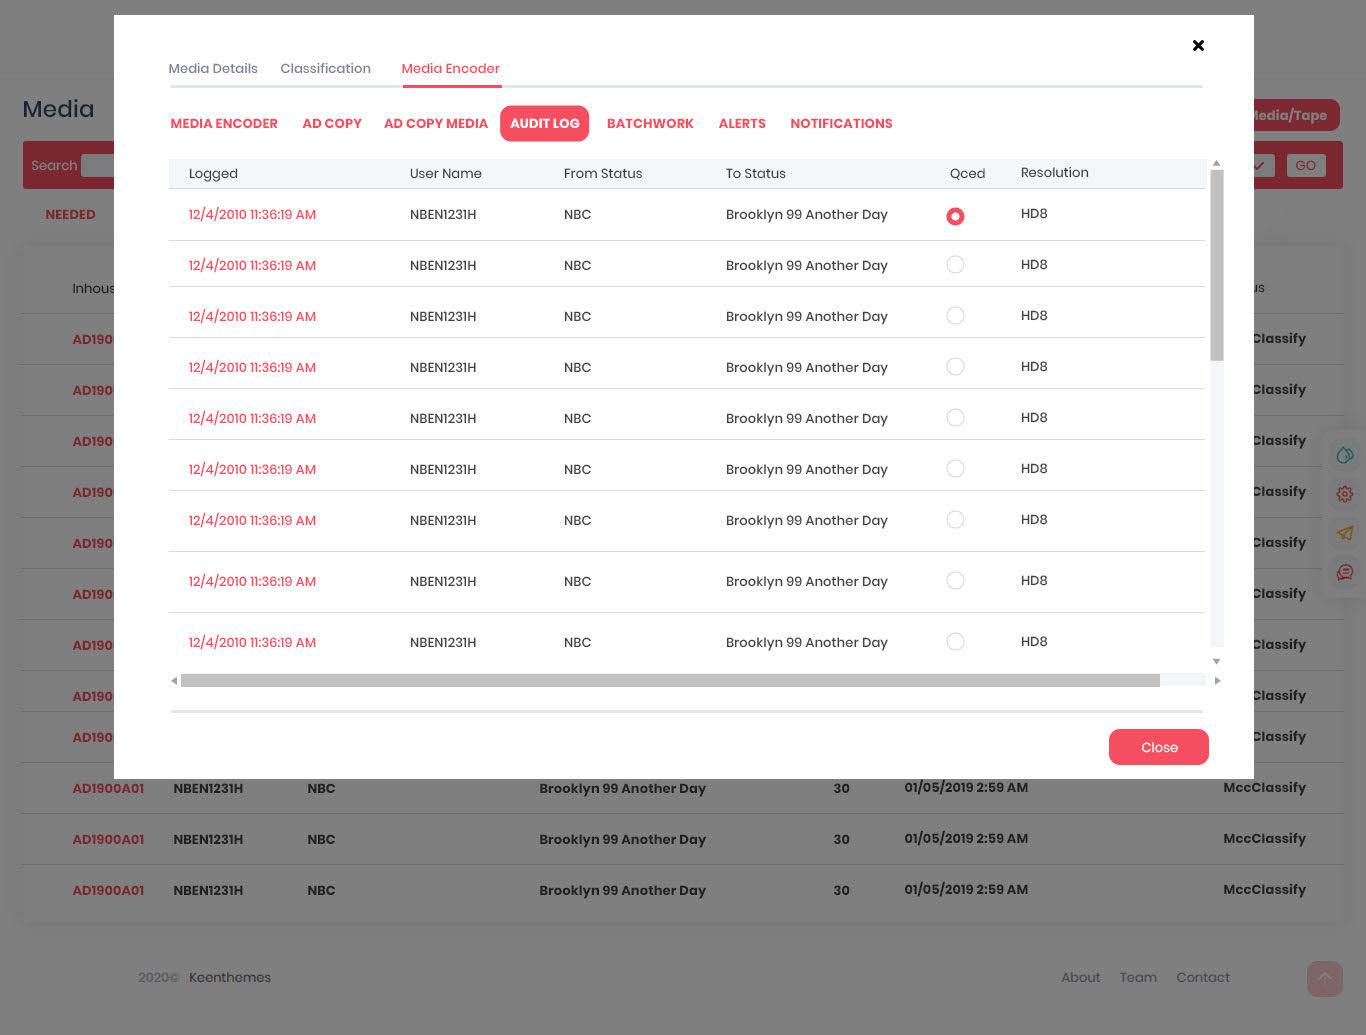 Media Details Classification Media Encoder
Media
MEDIA ENCODER AD COPY AD COPY MEDIA AUDIT LOG BATCHWORK ALERTS NOTIFICATIONS
Media/Tape
Search GO
Logged User Name From Status To Status Qced Resolution
NEEDED
12/4/2010 11:36:19 AM NBEN1231H NBC Brooklyn 99 Another Day HD8
12/4/2010 11:36:19 AM NBEN1231H NBC Brooklyn 99 Another Day HD8
Inhous us
12/4/2010 11:36:19 AM NBEN1231H NBC Brooklyn 99 Another Day HD8
AD190 Classify
12/4/2010 11:36:19 AM NBEN1231H NBC Brooklyn 99 Another Day HD8
AD190 Classify
12/4/2010 11:36:19 AM NBEN1231H NBC Brooklyn 99 Another Day HD8
AD190 Classify
12/4/2010 11:36:19 AM NBEN1231H NBC Brooklyn 99 Another Day HD8
AD190 Classify
12/4/2010 11:36:19 AM NBEN1231H NBC Brooklyn 99 Another Day HD8
AD190 Classify
12/4/2010 11:36:19 AM NBEN1231H NBC Brooklyn 99 Another Day HD8
AD190 Classify
12/4/2010 11:36:19 AM NBEN1231H NBC Brooklyn 99 Another Day HD8
AD190 Classify
AD190 Classify
AD190 Classify
Close
AD1900A01 NBEN1231H NBC Brooklyn 99 Another Day 30 01/05/2019 2:59 AM MccClassify
AD1900A01 NBEN1231H NBC Brooklyn 99 Another Day 30 01/05/2019 2:59 AM MccClassify
AD1900A01 NBEN1231H NBC Brooklyn 99 Another Day 30 01/05/2019 2:59 AM MccClassify
2020© Keenthemes About Team Contact